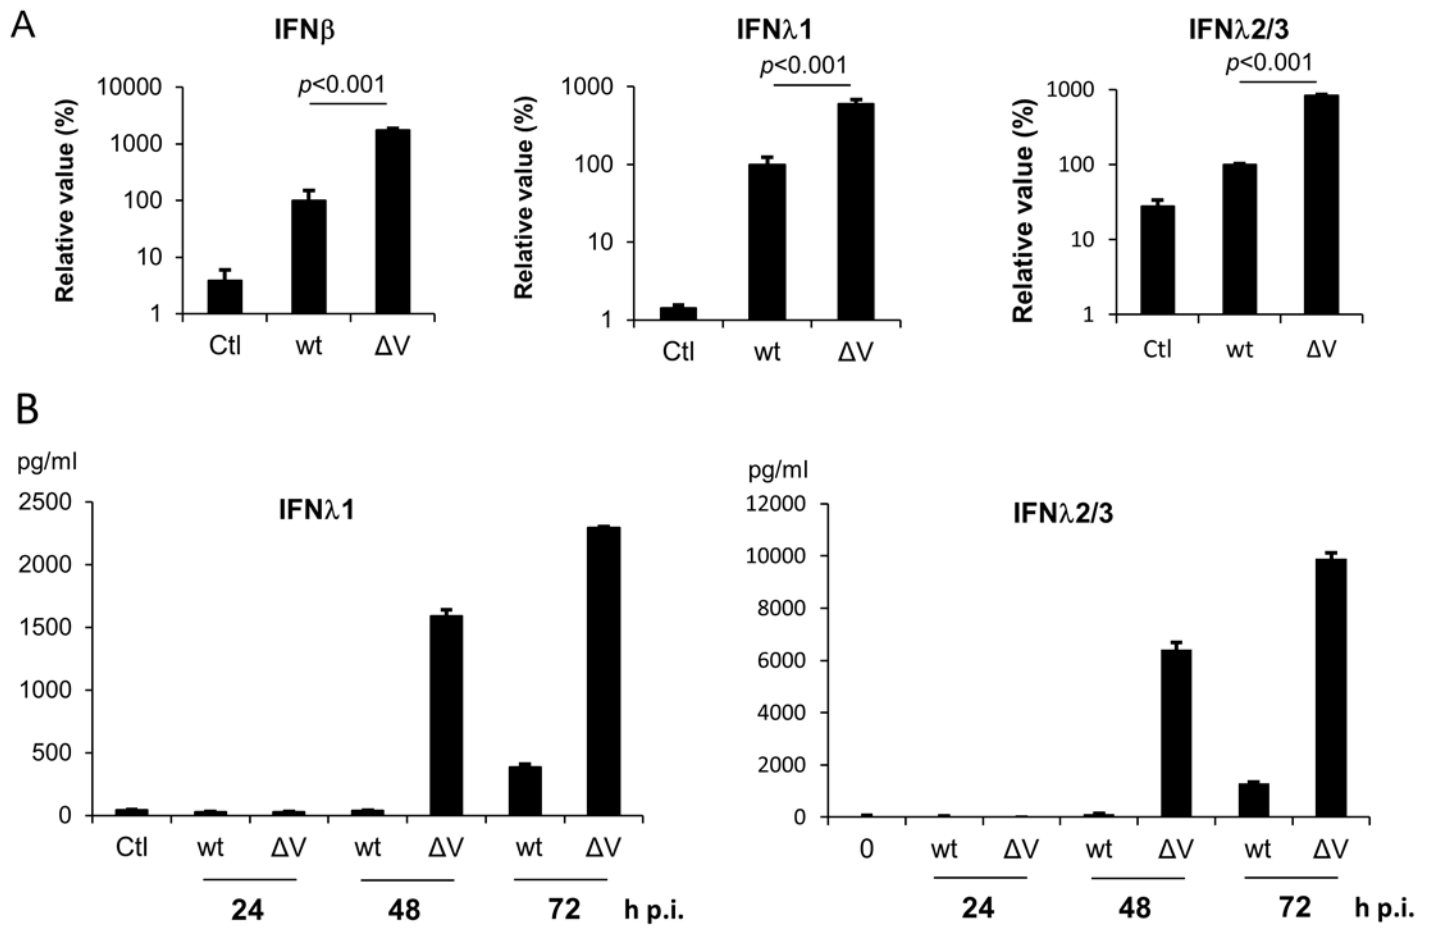 A
IFNβ
IFNλ1
IFNλ2/3
p<0.001
p<0.001
p<0.001
Relative value (%)
10000
1000
100
10
1
Ctl wt ΔV
Relative value (%)
1000
100
10
1
Ctl wt ΔV
Relative value (%)
1000
100
10
1
Ctl wt ΔV
B
pg/ml
IFNλ1
2500
2000
1500
1000
500
0
Ctl wt ΔV wt ΔV wt ΔV
24 48 72 h p.i.
pg/ml
IFNλ2/3
12000
10000
8000
6000
4000
2000
0
0 wt ΔV wt ΔV wt ΔV
24 48 72 h p.i.